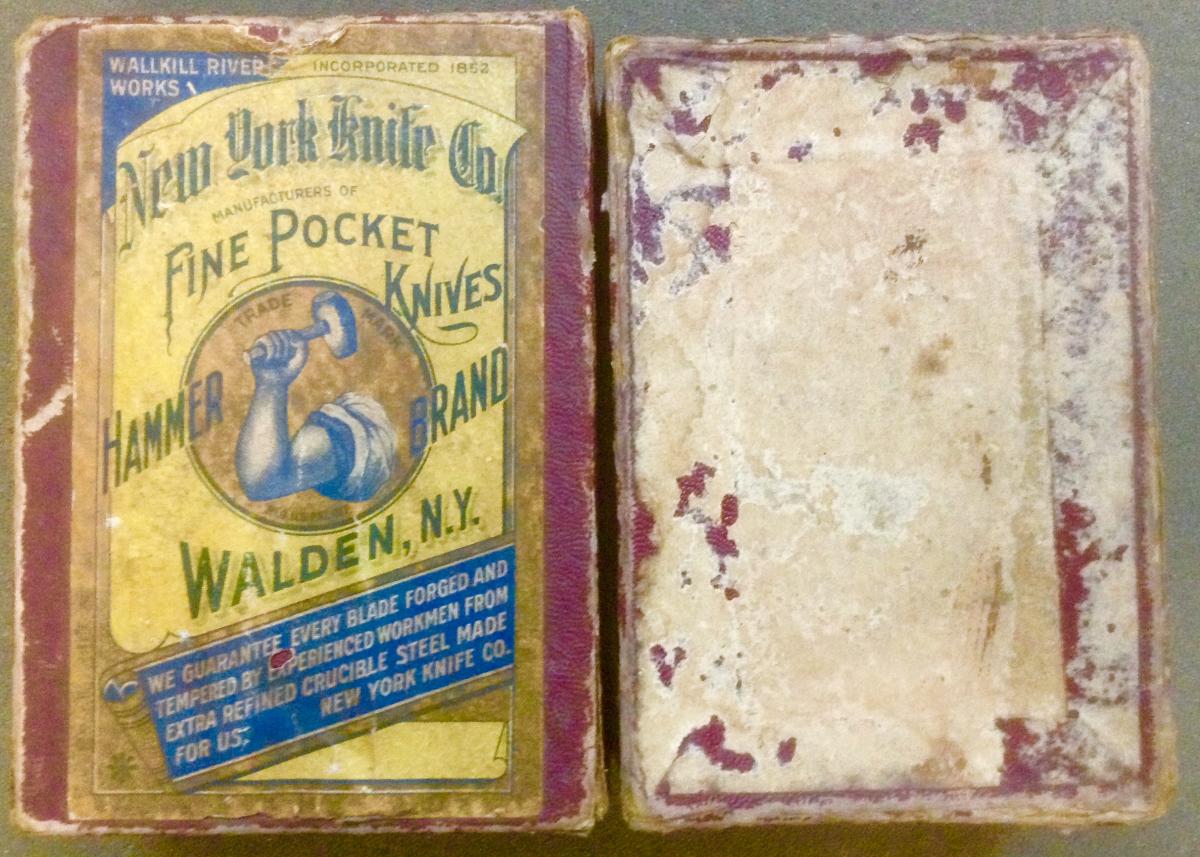 WALLKILL RIVER
WORKS
INCORPORATED 1852
New York Knife Co.
MANUFACTURERS OF
FINE POCKET
KNIVES
TRADE MARK
HAMMER BRAND
WALDEN, N.Y.
WE GUARANTEE EVERY BLADE FORGED AND
TEMPERED BY EXPERIENCED WORKMEN FROM
EXTRA REFINED CRUCIBLE STEEL MADE
FOR US, NEW YORK KNIFE CO.